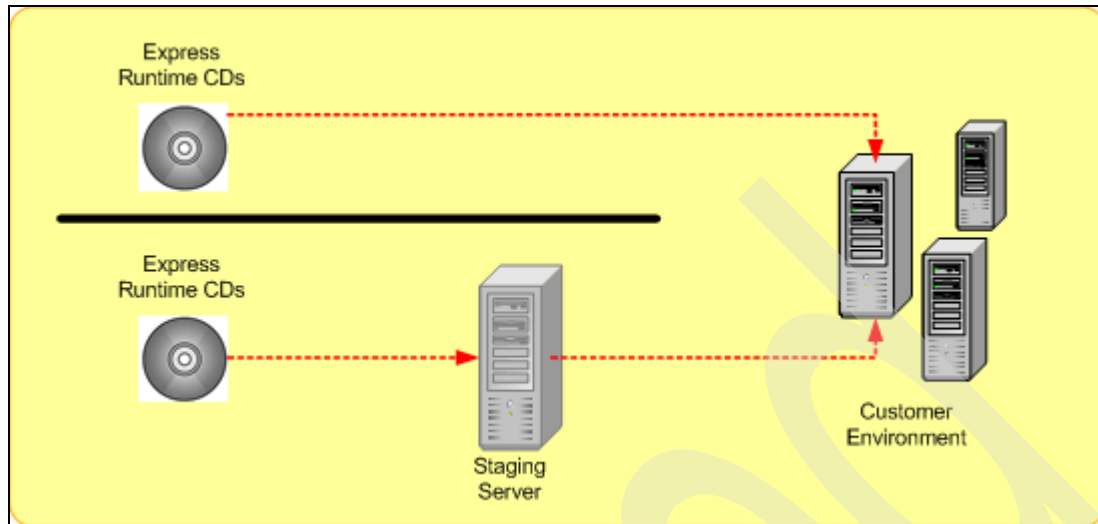 Express
Runtime CDs
Express
Runtime CDs
Staging
Server
Customer
Environment